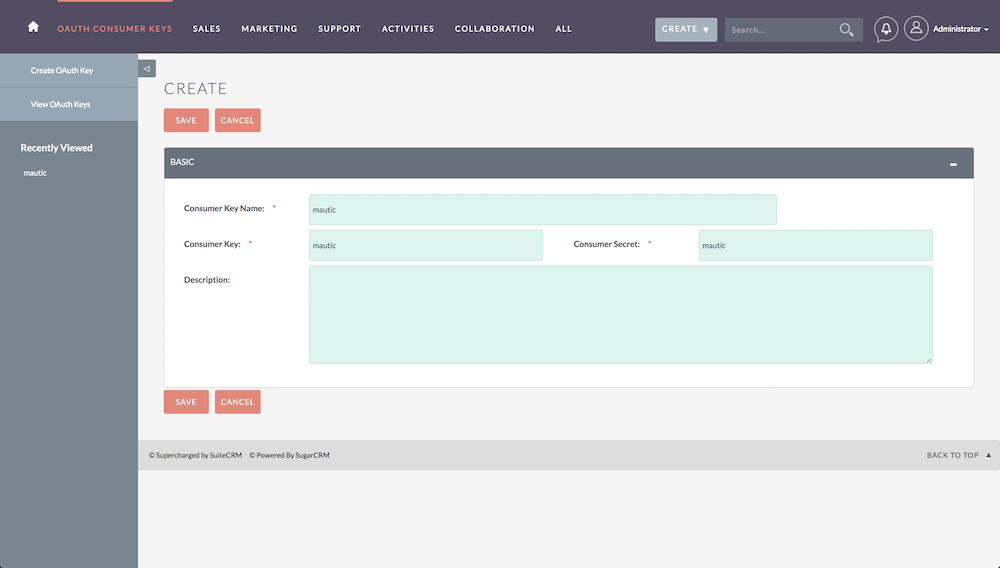 OAUTH CONSUMER KEYS SALES MARKETING SUPPORT ACTIVITIES COLLABORATION ALL CREATE ▼ Search... Administrator
Create OAuth Key
View OAuth Keys
Recently Viewed
mautic
CREATE
SAVE CANCEL
BASIC
Consumer Key Name: * mautic
Consumer Key: * mautic Consumer Secret: * mautic
Description:
SAVE CANCEL
© Supercharged by SuiteCRM © Powered By SugarCRM BACK TO TOP ▲